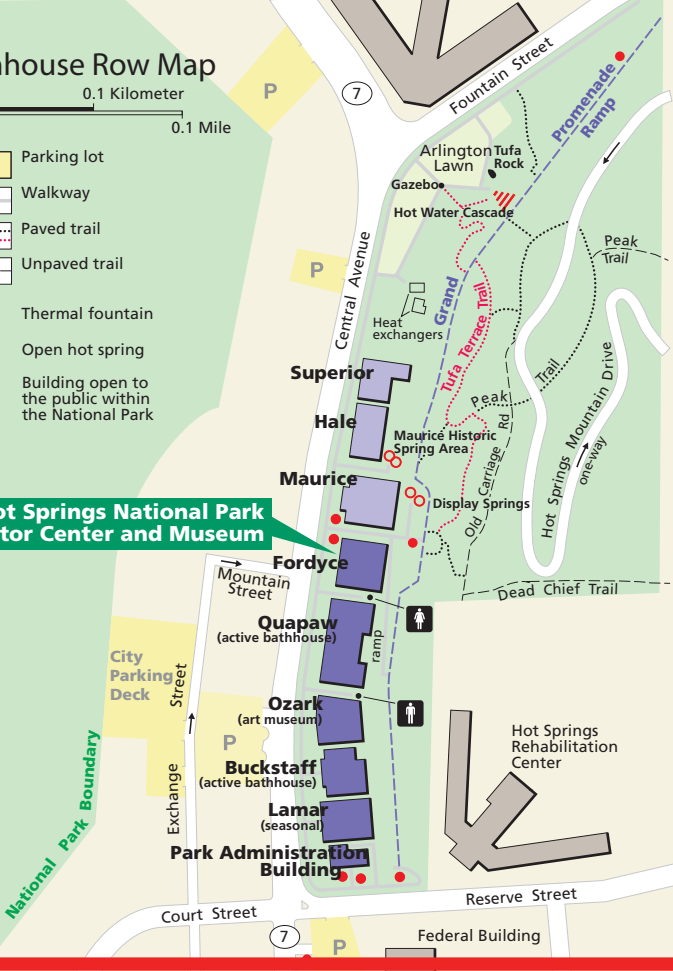 house Row Map
0.1 Kilometer
0.1 Mile
Parking lot
Walkway
Paved trail
Unpaved trail
Thermal fountain
Open hot spring
Building open to
the public within
the National Park
P
7
Fountain Street
Promenade
Ramp
Arlington
Lawn
Tufa
Rock
Gazebo
Hot Water Cascade
P
Central Avenue
Peak
Trail
Grand
Heat
exchangers
Tufa Terrace Trail
Superior
Peak Trail
Hale
Maurice Historic
Spring Area
Old Carriage Rd
Hot Springs Mountain Drive
one-way
Maurice
Display Springs
ot Springs National Park
tor Center and Museum
Fordyce
Mountain
Street
Dead Chief Trail
Quapaw
(active bathhouse)
ramp
City
Parking
Deck
Exchange Street
Ozark
(art museum)
P
Hot Springs
Rehabilitation
Center
Buckstaff
(active bathhouse)
National Park Boundary
Lamar
(seasonal)
Park Administration
Building
Court Street
Reserve Street
7
P
Federal Building